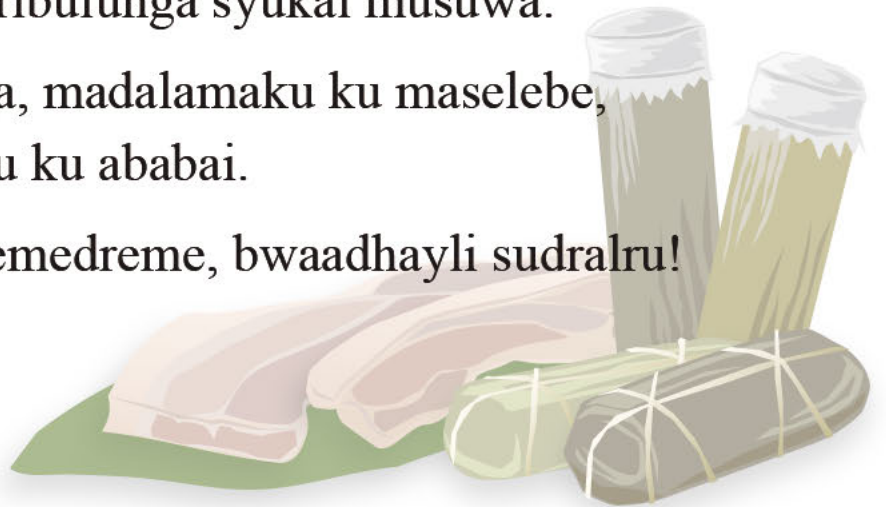 syukai musuwa.
a, madalamaku ku maselebe,
u ku ababai.
emedreme, bwaadhayli sudralru!